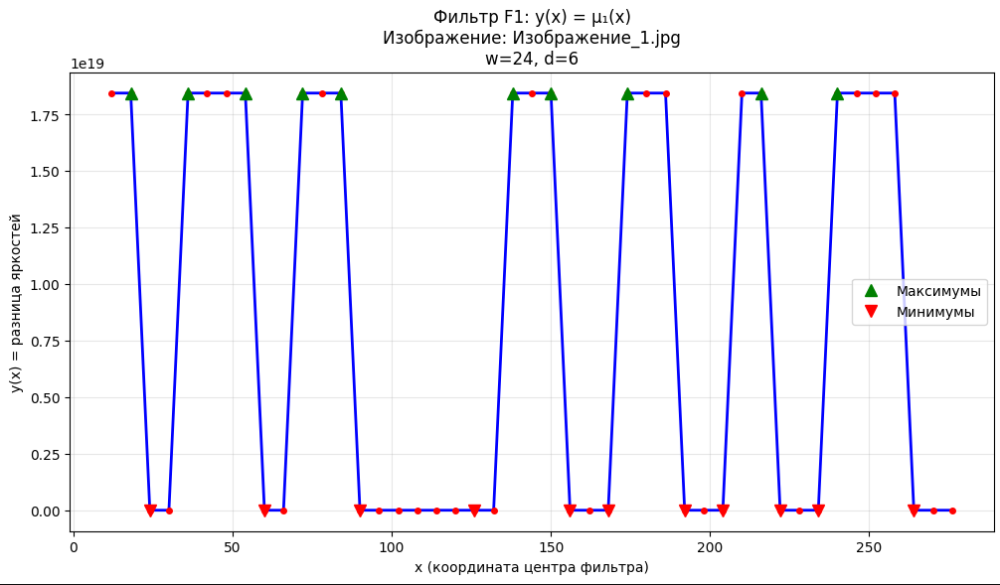 Фильтр F1: y(x) = μ₁(x)
Изображение: Изображение_1.jpg
w=24, d=6
1e19
1.75
1.50
1.25
1.00
0.75
0.50
0.25
0.00
y(x) = разница яркостей
Максимумы
Минимумы
0 50 100 150 200 250
x (координата центра фильтра)